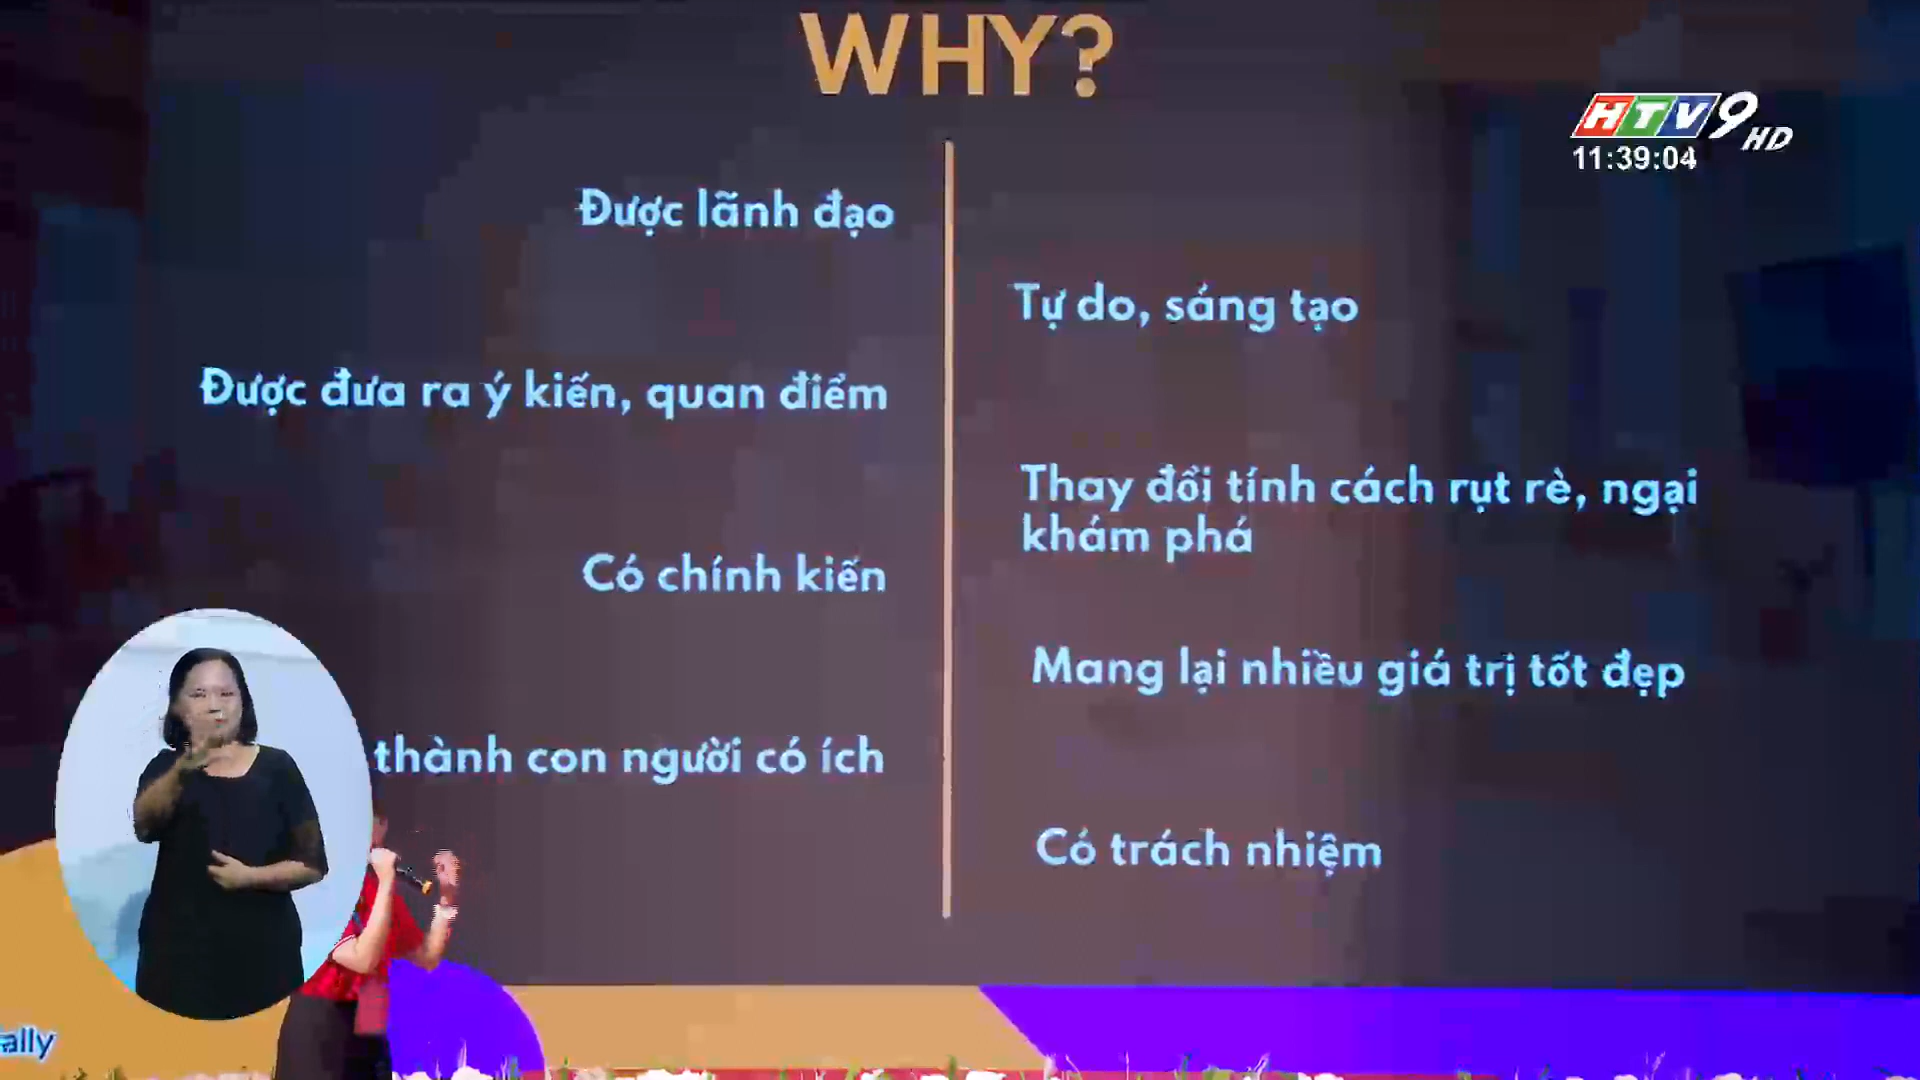 WHY?
HTV9 HD
11:39:04
Được lãnh đạo
Tự do, sáng tạo
Được đưa ra ý kiến, quan điểm
Thay đổi tính cách rụt rè, ngại
khám phá
Có chính kiến
Mang lại nhiều giá trị tốt đẹp
thành con người có ích
Có trách nhiệm
ally